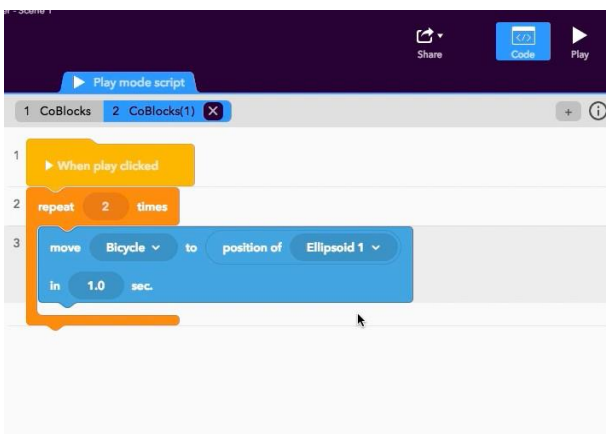 Share
Code
Play
Play mode script
1 CoBlocks 2 CoBlocks(1)
1
When play clicked
2
repeat 2 times
3
move Bicycle to position of Ellipsoid 1
in 1.0 sec.